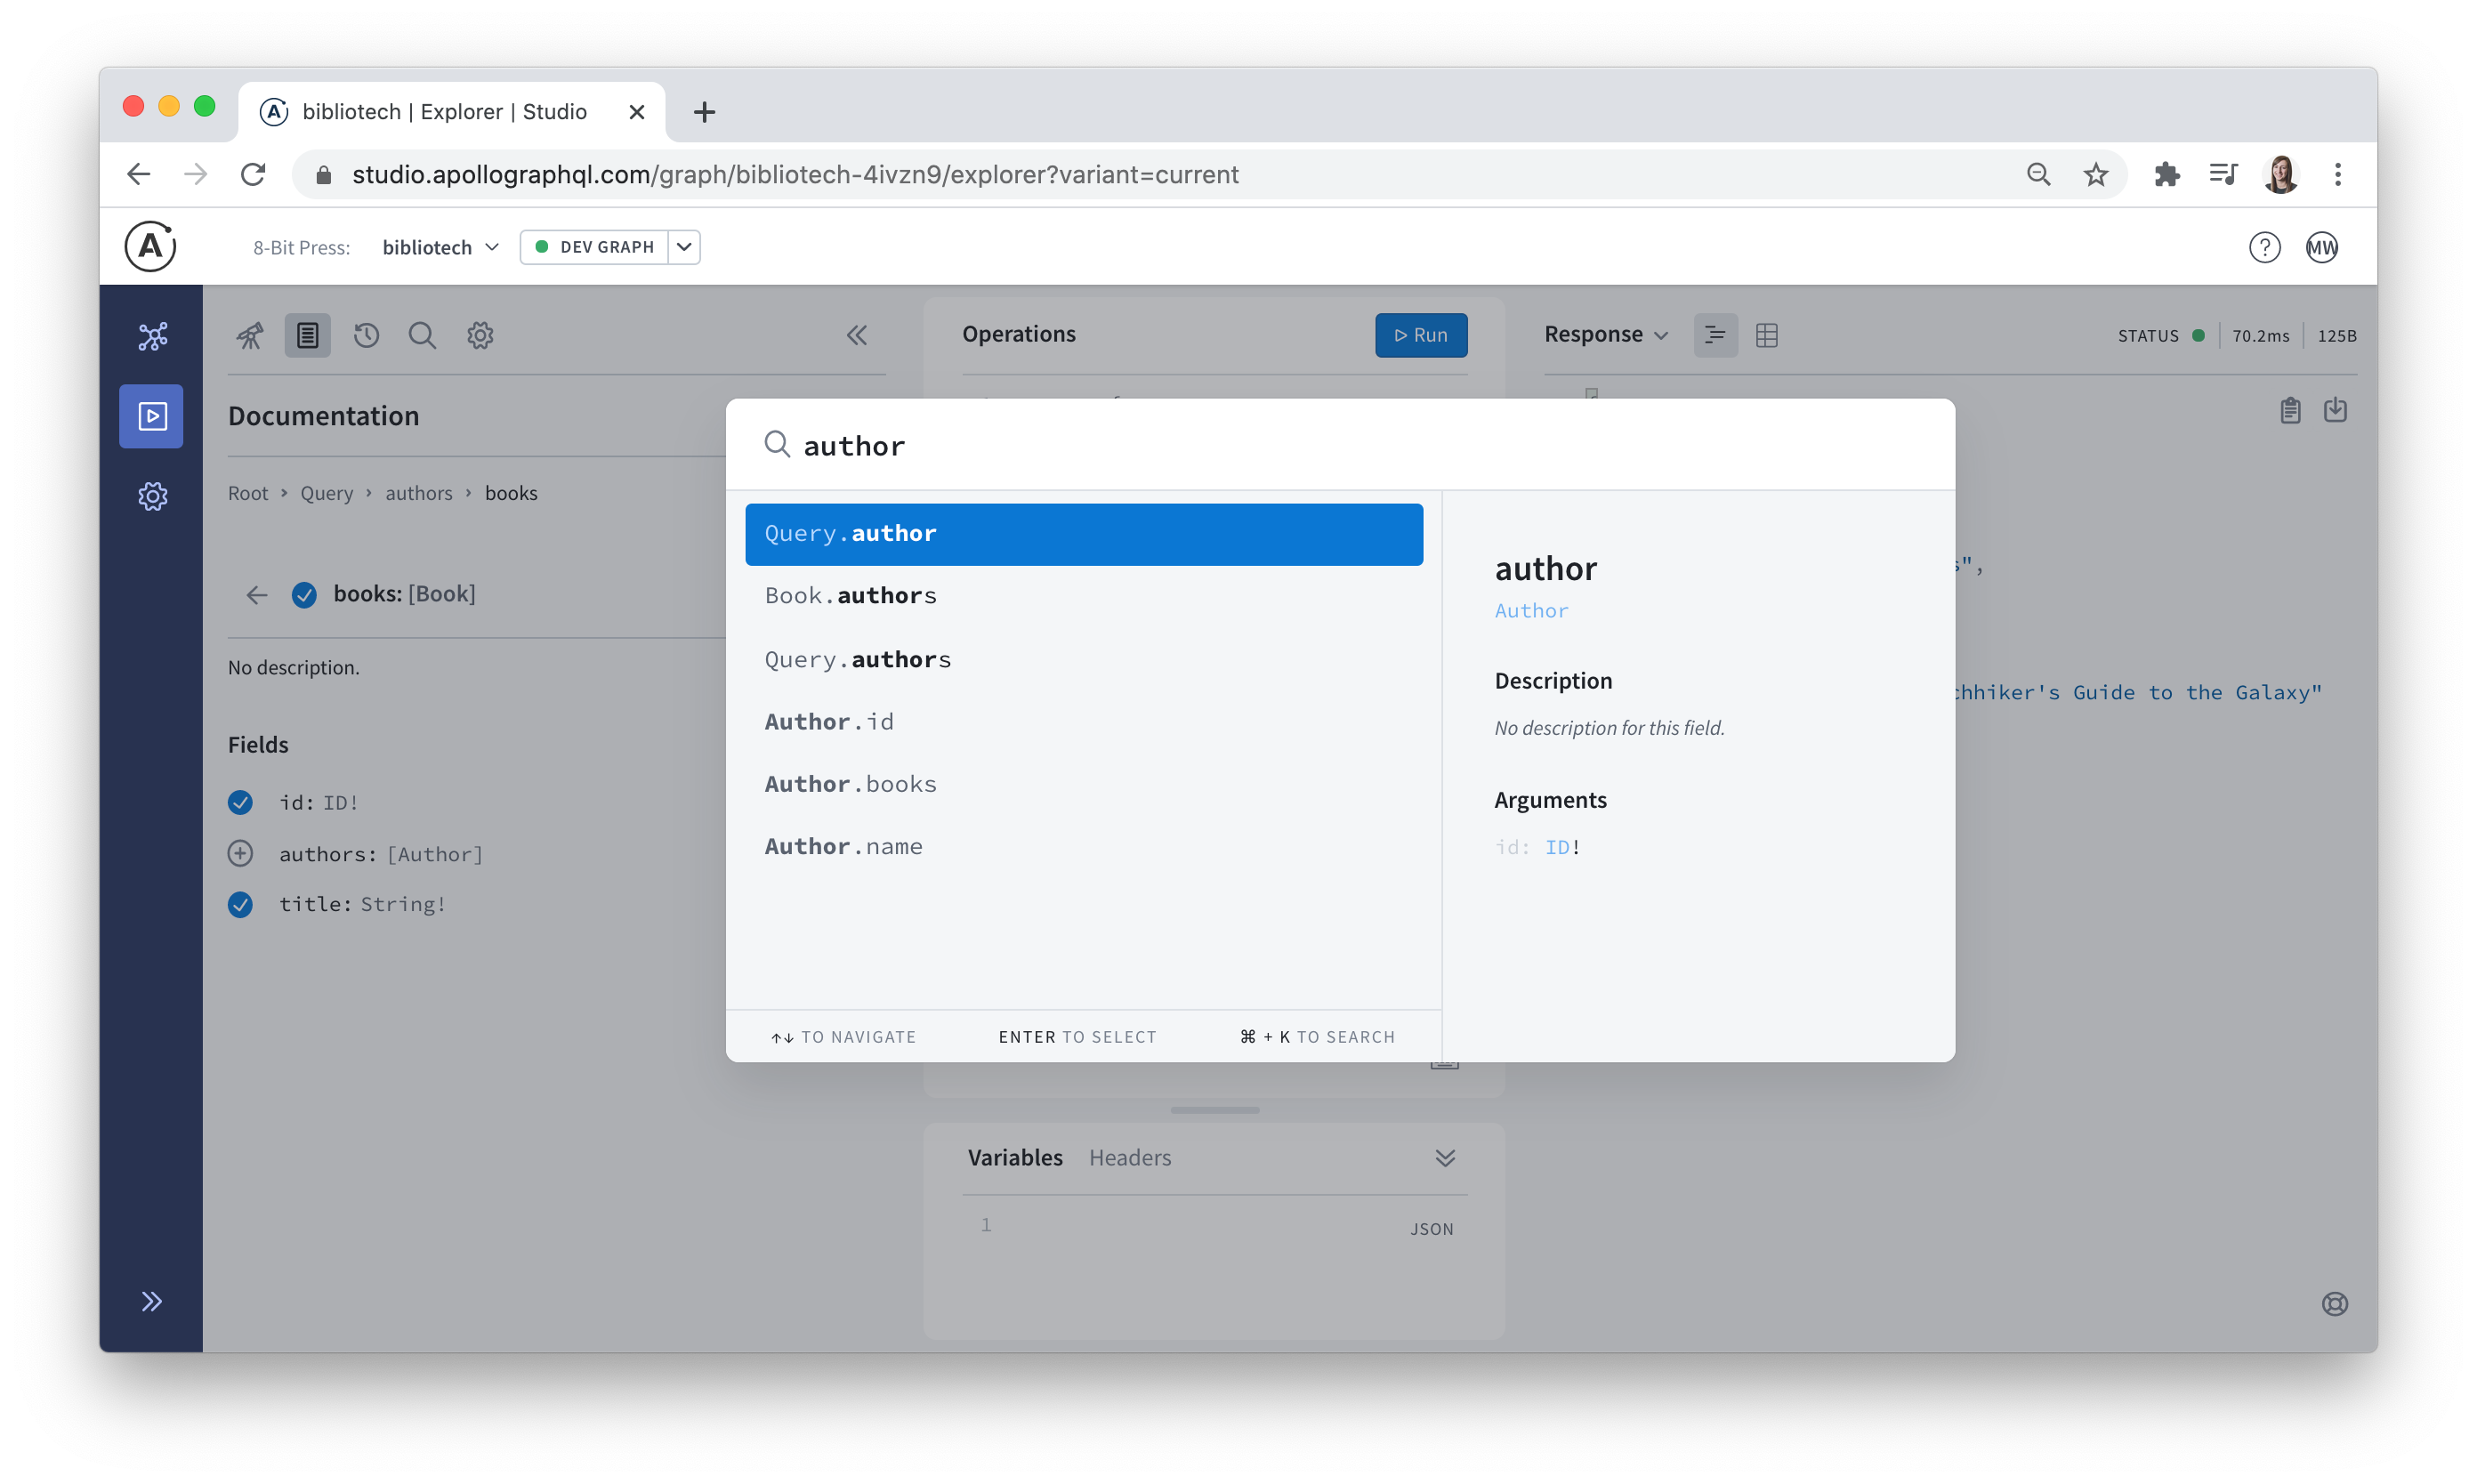 bibliotech | Explorer | Studio
studio.apollographql.com/graph/bibliotech-4ivzn9/explorer?variant=current
A
8-Bit Press: bibliotech DEV GRAPH
? MW
Operations
Run
Response
STATUS 70.2ms 125B
Documentation
Root › Query › authors › books
books: [Book]
No description.
Fields
id: ID!
authors: [Author]
title: String!
author
Query.author
Book.authors
Query.authors
Author.id
Author.books
Author.name
↑↓ TO NAVIGATE ENTER TO SELECT ⌘ + K TO SEARCH
author
Author
Description
No description for this field.
Arguments
id: ID!
",
Guide to the Galaxy"
Variables Headers
1
JSON